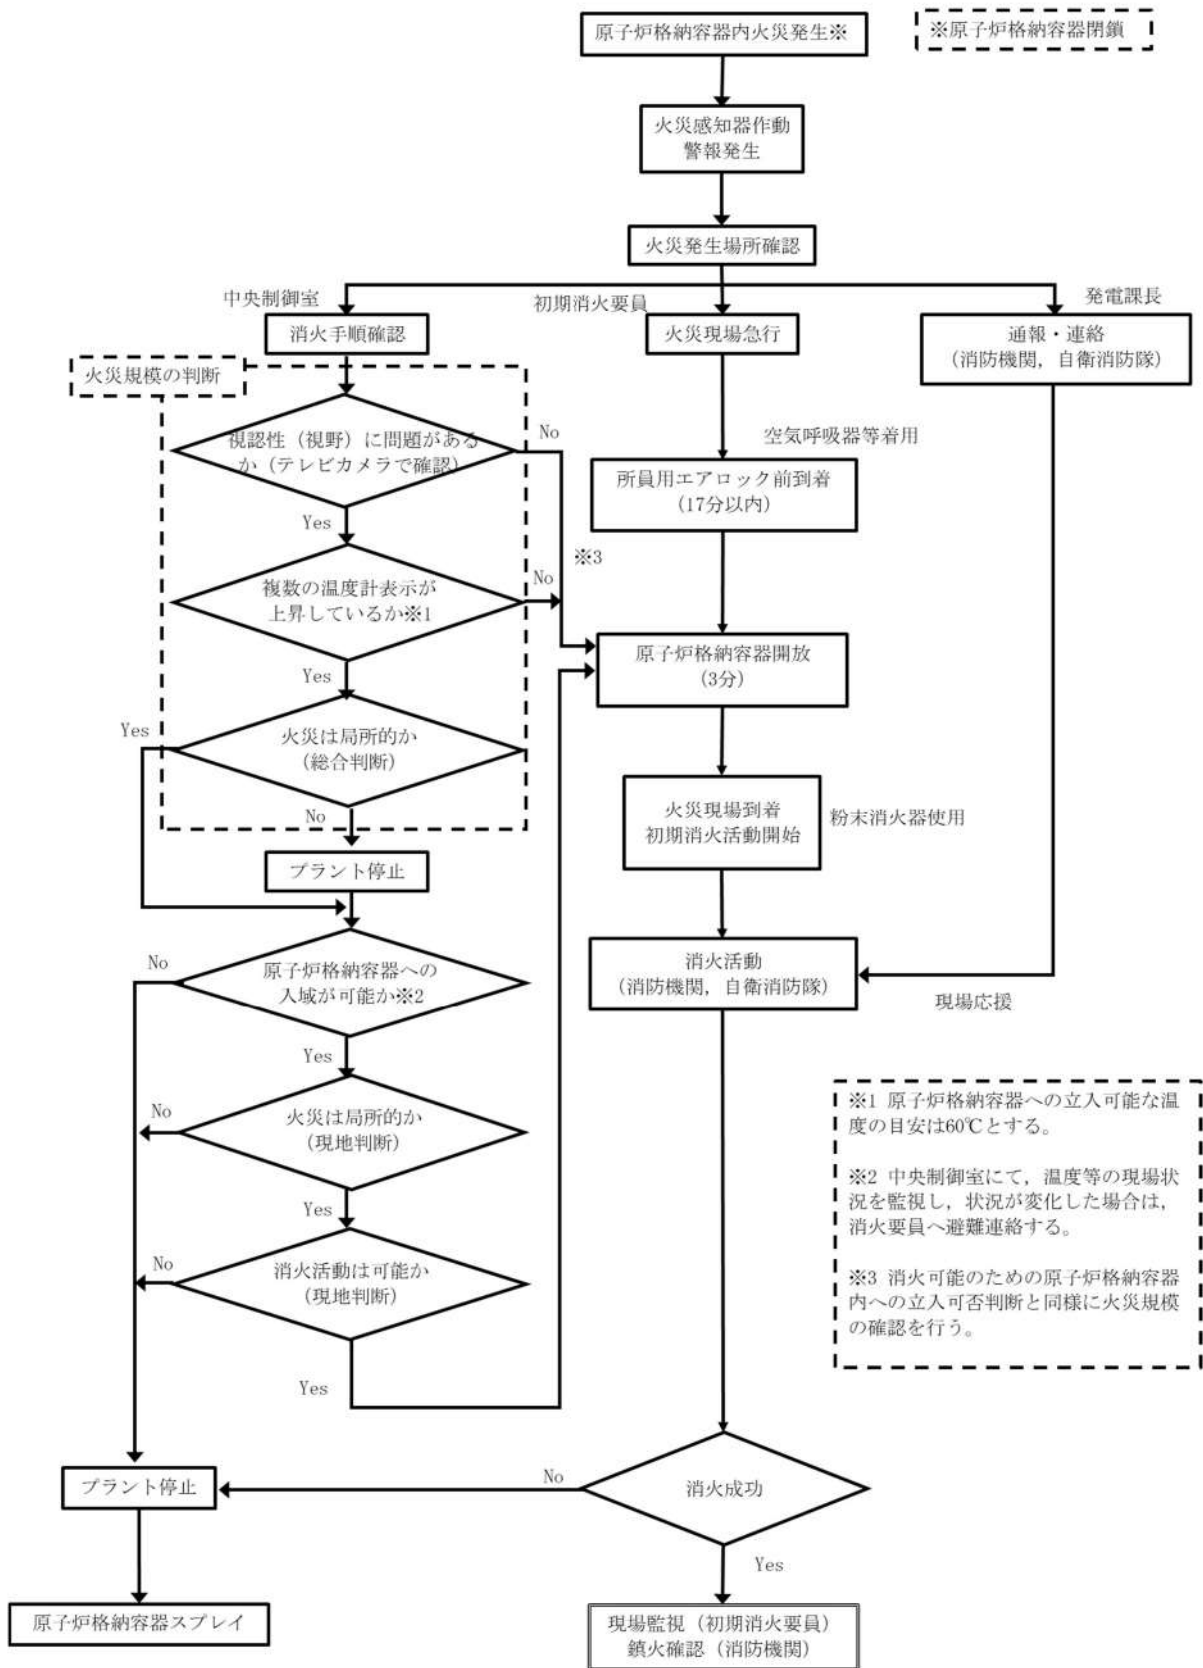 原子炉格納容器内火災発生※
※原子炉格納容器閉鎖
火災感知器作動
警報発生
火災発生場所確認
中央制御室
初期消火要員
発電課長
消火手順確認
火災現場急行
通報・連絡
(消防機関，自衛消防隊)
火災規模の判断
視認性（視野）に問題がある
か（テレビカメラで確認）
No
Yes
空気呼吸器等着用
所員用エアロック前到着
(17分以内)
複数の温度計表示が
上昇しているか※1
No
※3
Yes
原子炉格納容器開放
(3分)
火災は局所的か
(総合判断)
Yes
No
火災現場到着
初期消火活動開始
粉末消火器使用
プラント停止
原子炉格納容器への
入域が可能か※2
No
Yes
消火活動
(消防機関，自衛消防隊)
現場応援
火災は局所的か
(現地判断)
No
Yes
消火活動は可能か
(現地判断)
No
Yes
※1 原子炉格納容器への立入可能な温
度の目安は60℃とする。
※2 中央制御室にて，温度等の現場状
況を監視し，状況が変化した場合は，
消火要員へ避難連絡する。
※3 消火可能のための原子炉格納容器
内への立入可否判断と同様に火災規模
の確認を行う。
プラント停止
No
消火成功
Yes
原子炉格納容器スプレイ
現場監視（初期消火要員）
鎮火確認（消防機関）